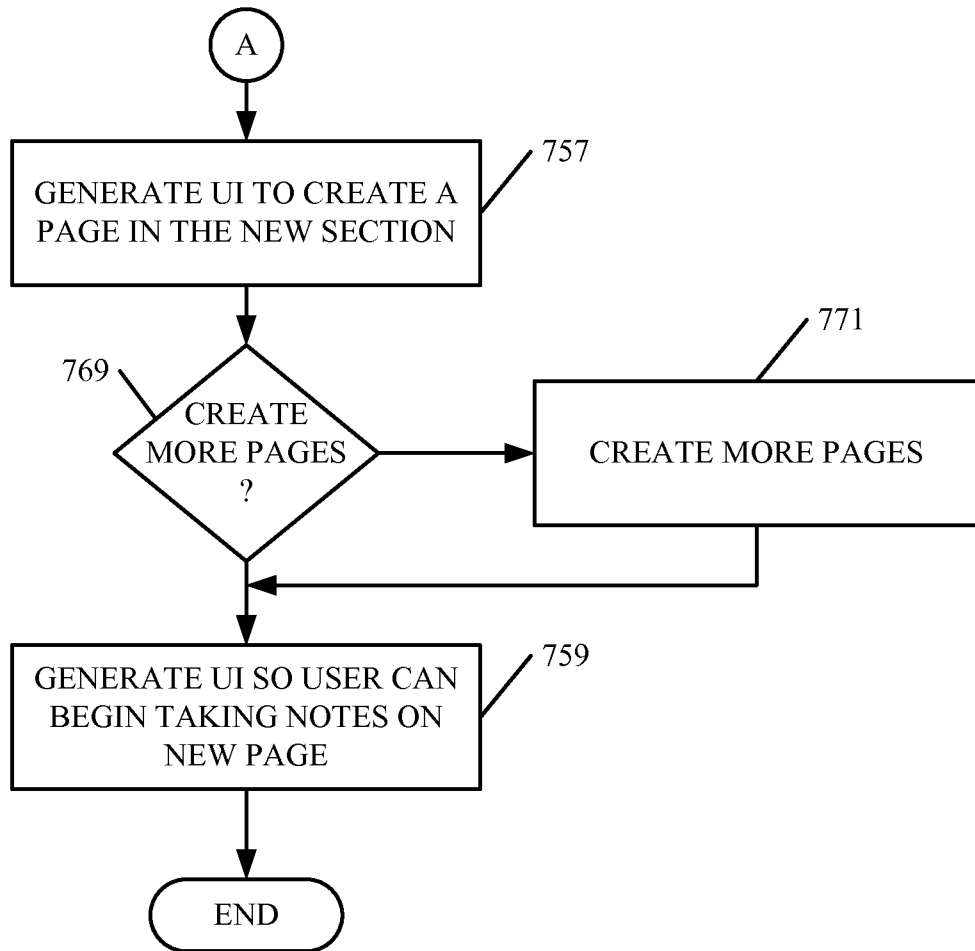 A
757
GENERATE UI TO CREATE A
PAGE IN THE NEW SECTION
771
769
CREATE
MORE PAGES
?
CREATE MORE PAGES
759
GENERATE UI SO USER CAN
BEGIN TAKING NOTES ON
NEW PAGE
END